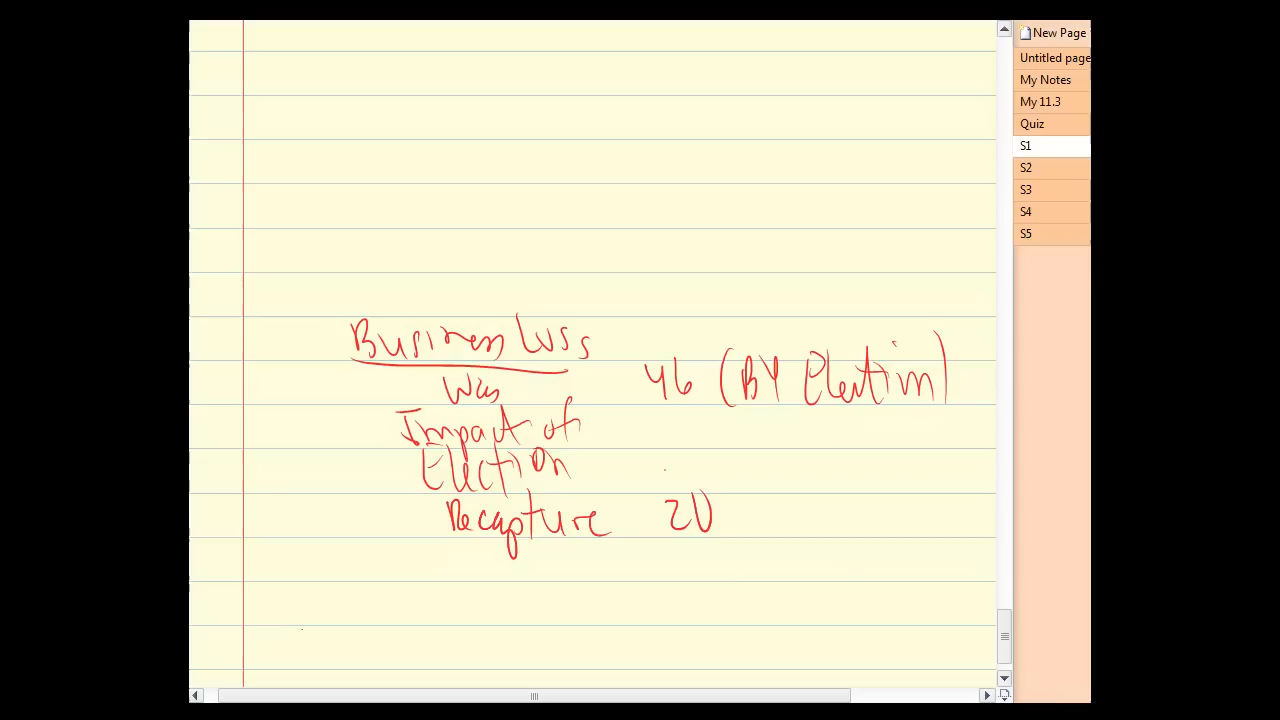 New Page
Untitled page
My Notes
My 11.3
Quiz
S1
S2
S3
S4
S5
Business Loss
Was 46 (B4 Election)
Impact of
Election
Recapture 20